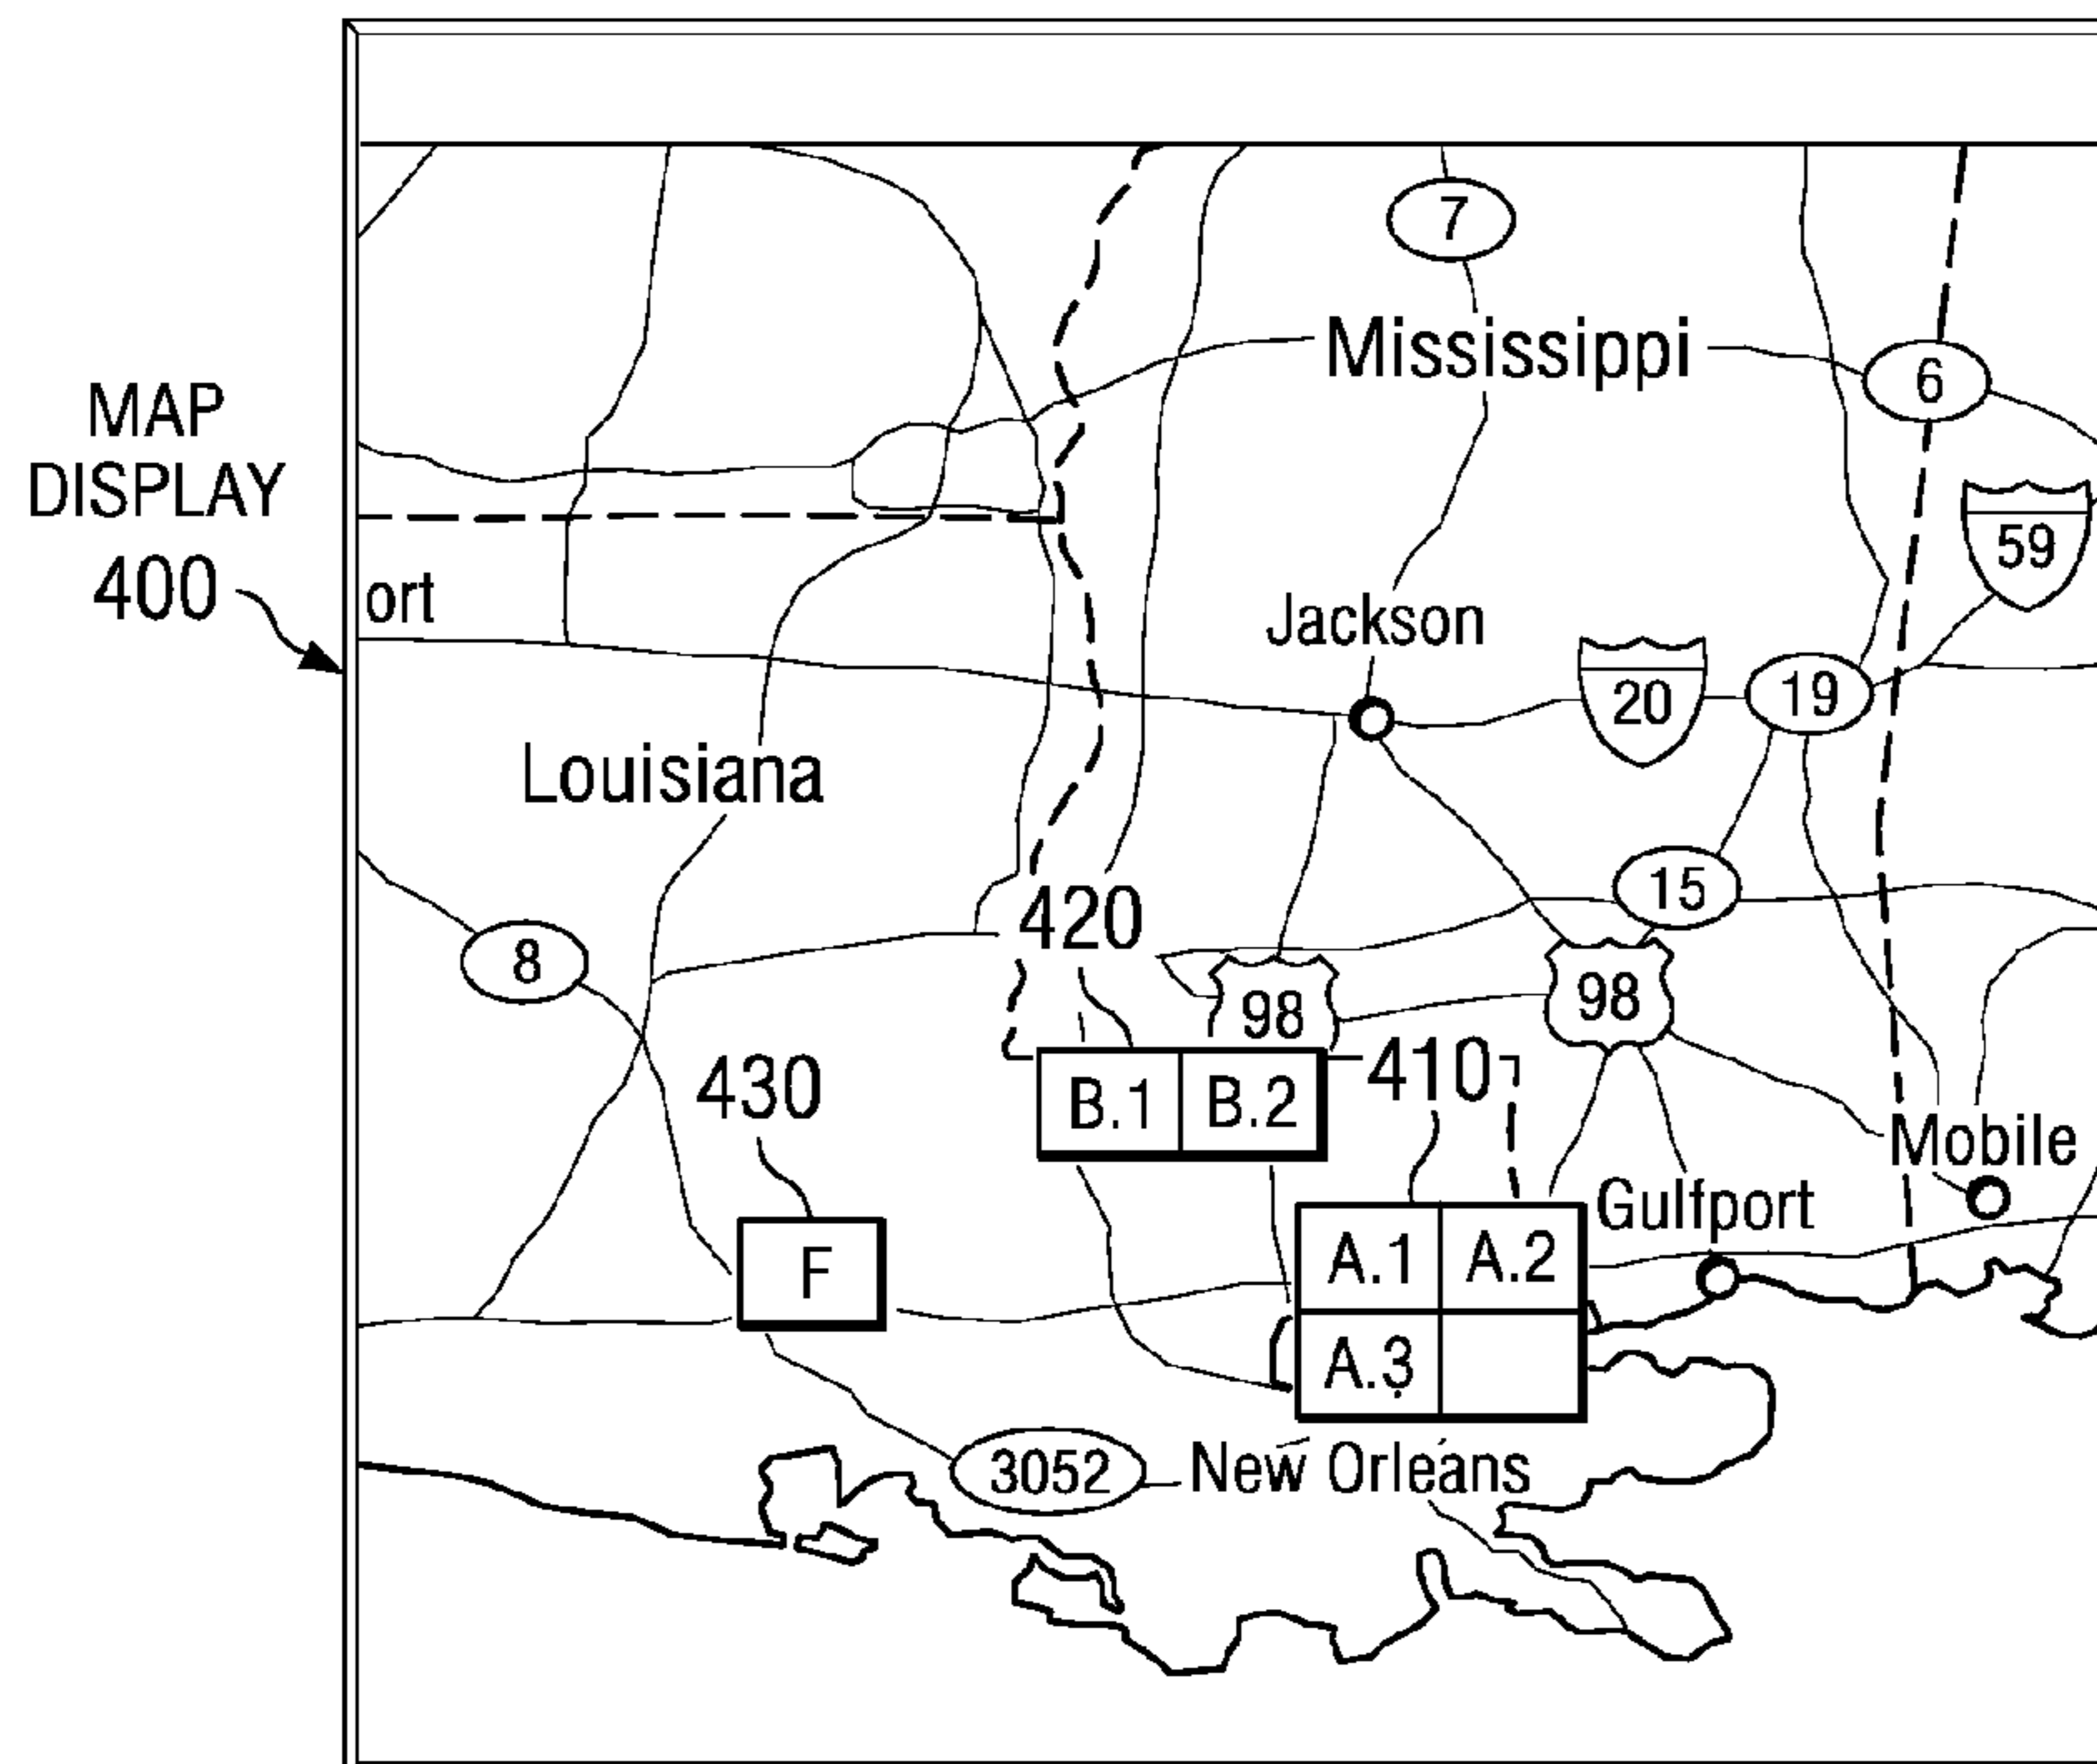 7
Mississippi
6
MAP
DISPLAY
400
59
ort
Jackson
20
19
Louisiana
15
420
8
98
98
430
410
B.1 B.2
Mobile
Gulfport
F
A.1 A.2
A.3
3052
New Orleans